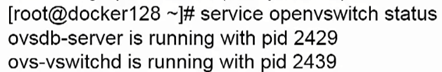 [root@docker128 ~]# service openvswitch status
ovsdb-server is running with pid 2429
ovs-vswitchd is running with pid 2439